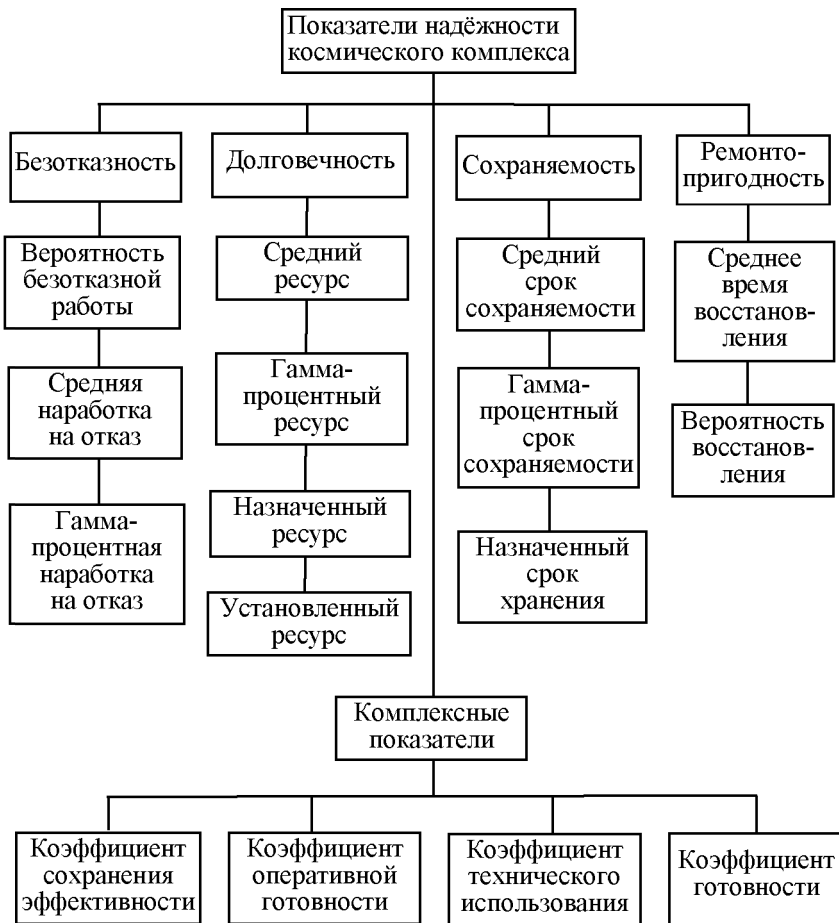 Показатели надёжности
космического комплекса
Безотказность
Долговечность
Сохраняемость
Ремонто-
пригодность
Вероятность
безотказной
работы
Средний
ресурс
Средний
срок
сохраняемости
Среднее
время
восстанов-
ления
Средняя
наработка
на отказ
Гамма-
процентный
ресурс
Гамма-
процентный
срок
сохраняемости
Вероятность
восстанов-
ления
Гамма-
процентная
наработка
на отказ
Назначенный
ресурс
Назначенный
срок
хранения
Установленный
ресурс
Комплексные
показатели
Коэффициент
сохранения
эффективности
Коэффициент
оперативной
готовности
Коэффициент
технического
использования
Коэффициент
готовности